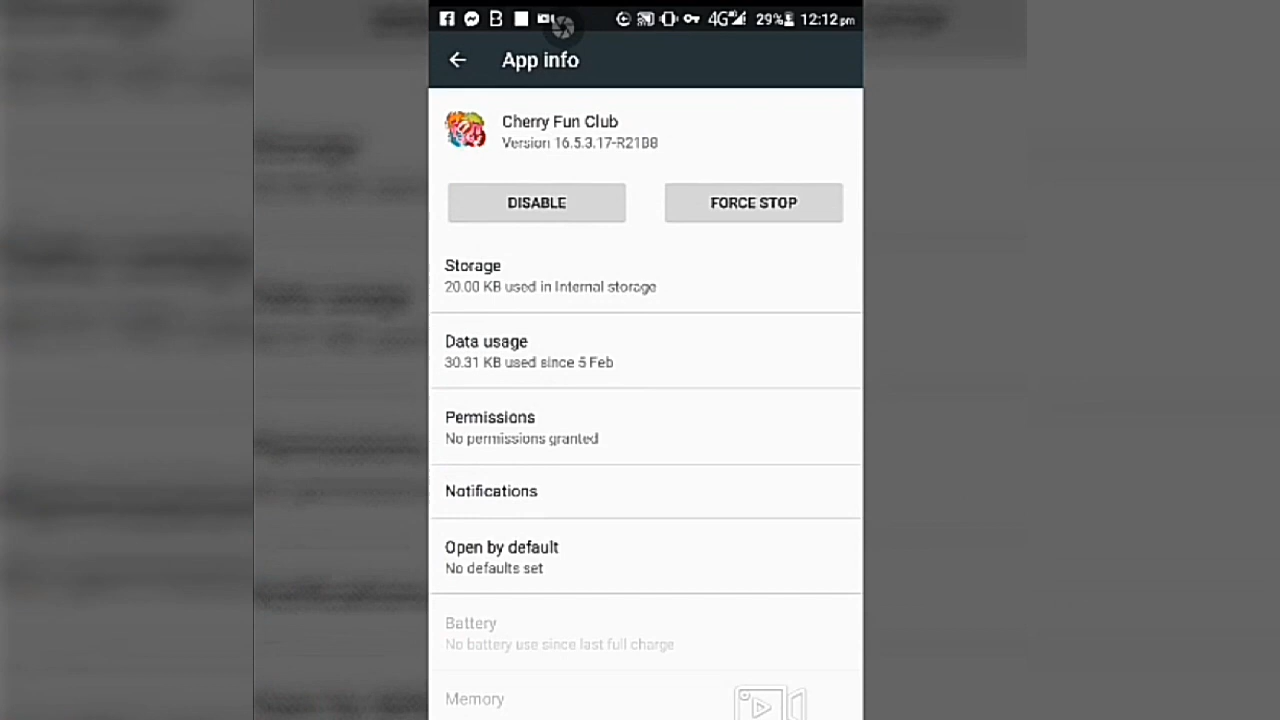 4G 29% 12:12 pm
App info
Cherry Fun Club
Version 16.5.3.17-R21B8
DISABLE FORCE STOP
Storage
20.00 KB used in Internal storage
Data usage
30.31 KB used since 5 Feb
Permissions
No permissions granted
Notifications
Open by default
No defaults set
Battery
No battery use since last full charge
Memory